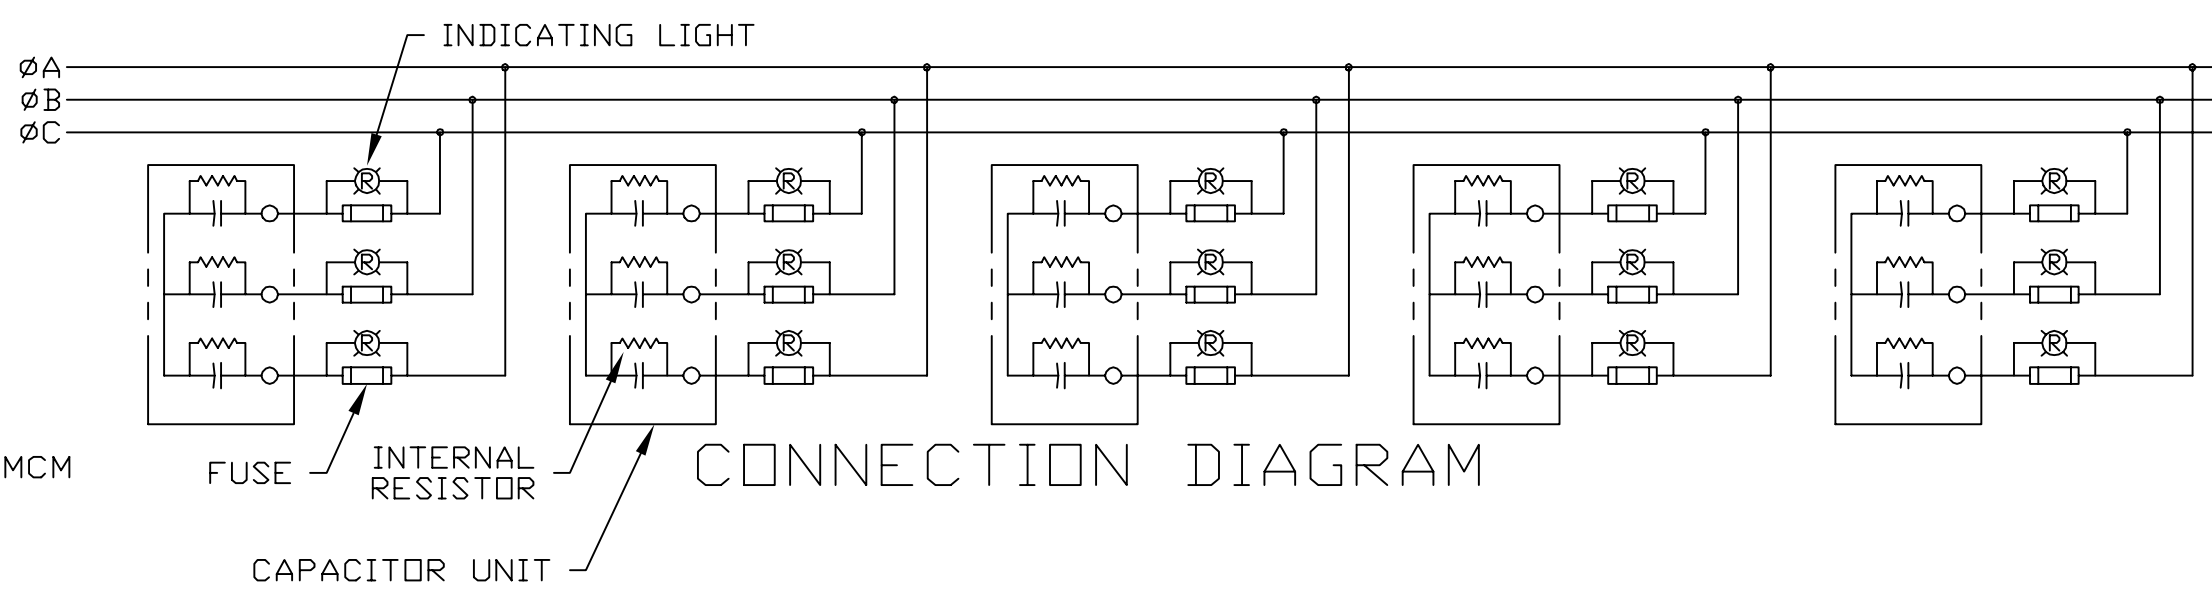 INDICATING LIGHT
ØA
ØB
ØC
R R R R R
R R R R R
R R R R R
MCM
FUSE
INTERNAL
RESISTOR
CONNECTION DIAGRAM
CAPACITOR UNIT